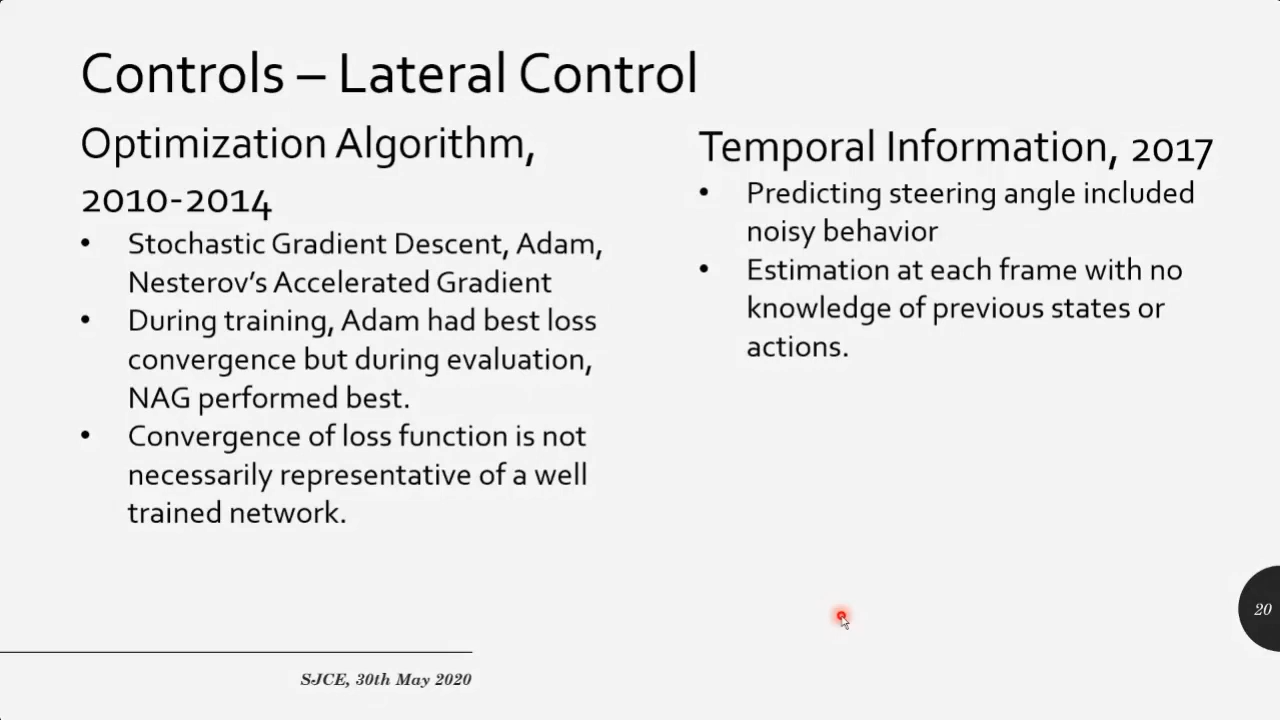 Controls – Lateral Control
Optimization Algorithm,
2010-2014
• Stochastic Gradient Descent, Adam,
Nesterov’s Accelerated Gradient
• During training, Adam had best loss
convergence but during evaluation,
NAG performed best.
• Convergence of loss function is not
necessarily representative of a well
trained network.
Temporal Information, 2017
• Predicting steering angle included
noisy behavior
• Estimation at each frame with no
knowledge of previous states or
actions.
20
SJCE, 30th May 2020